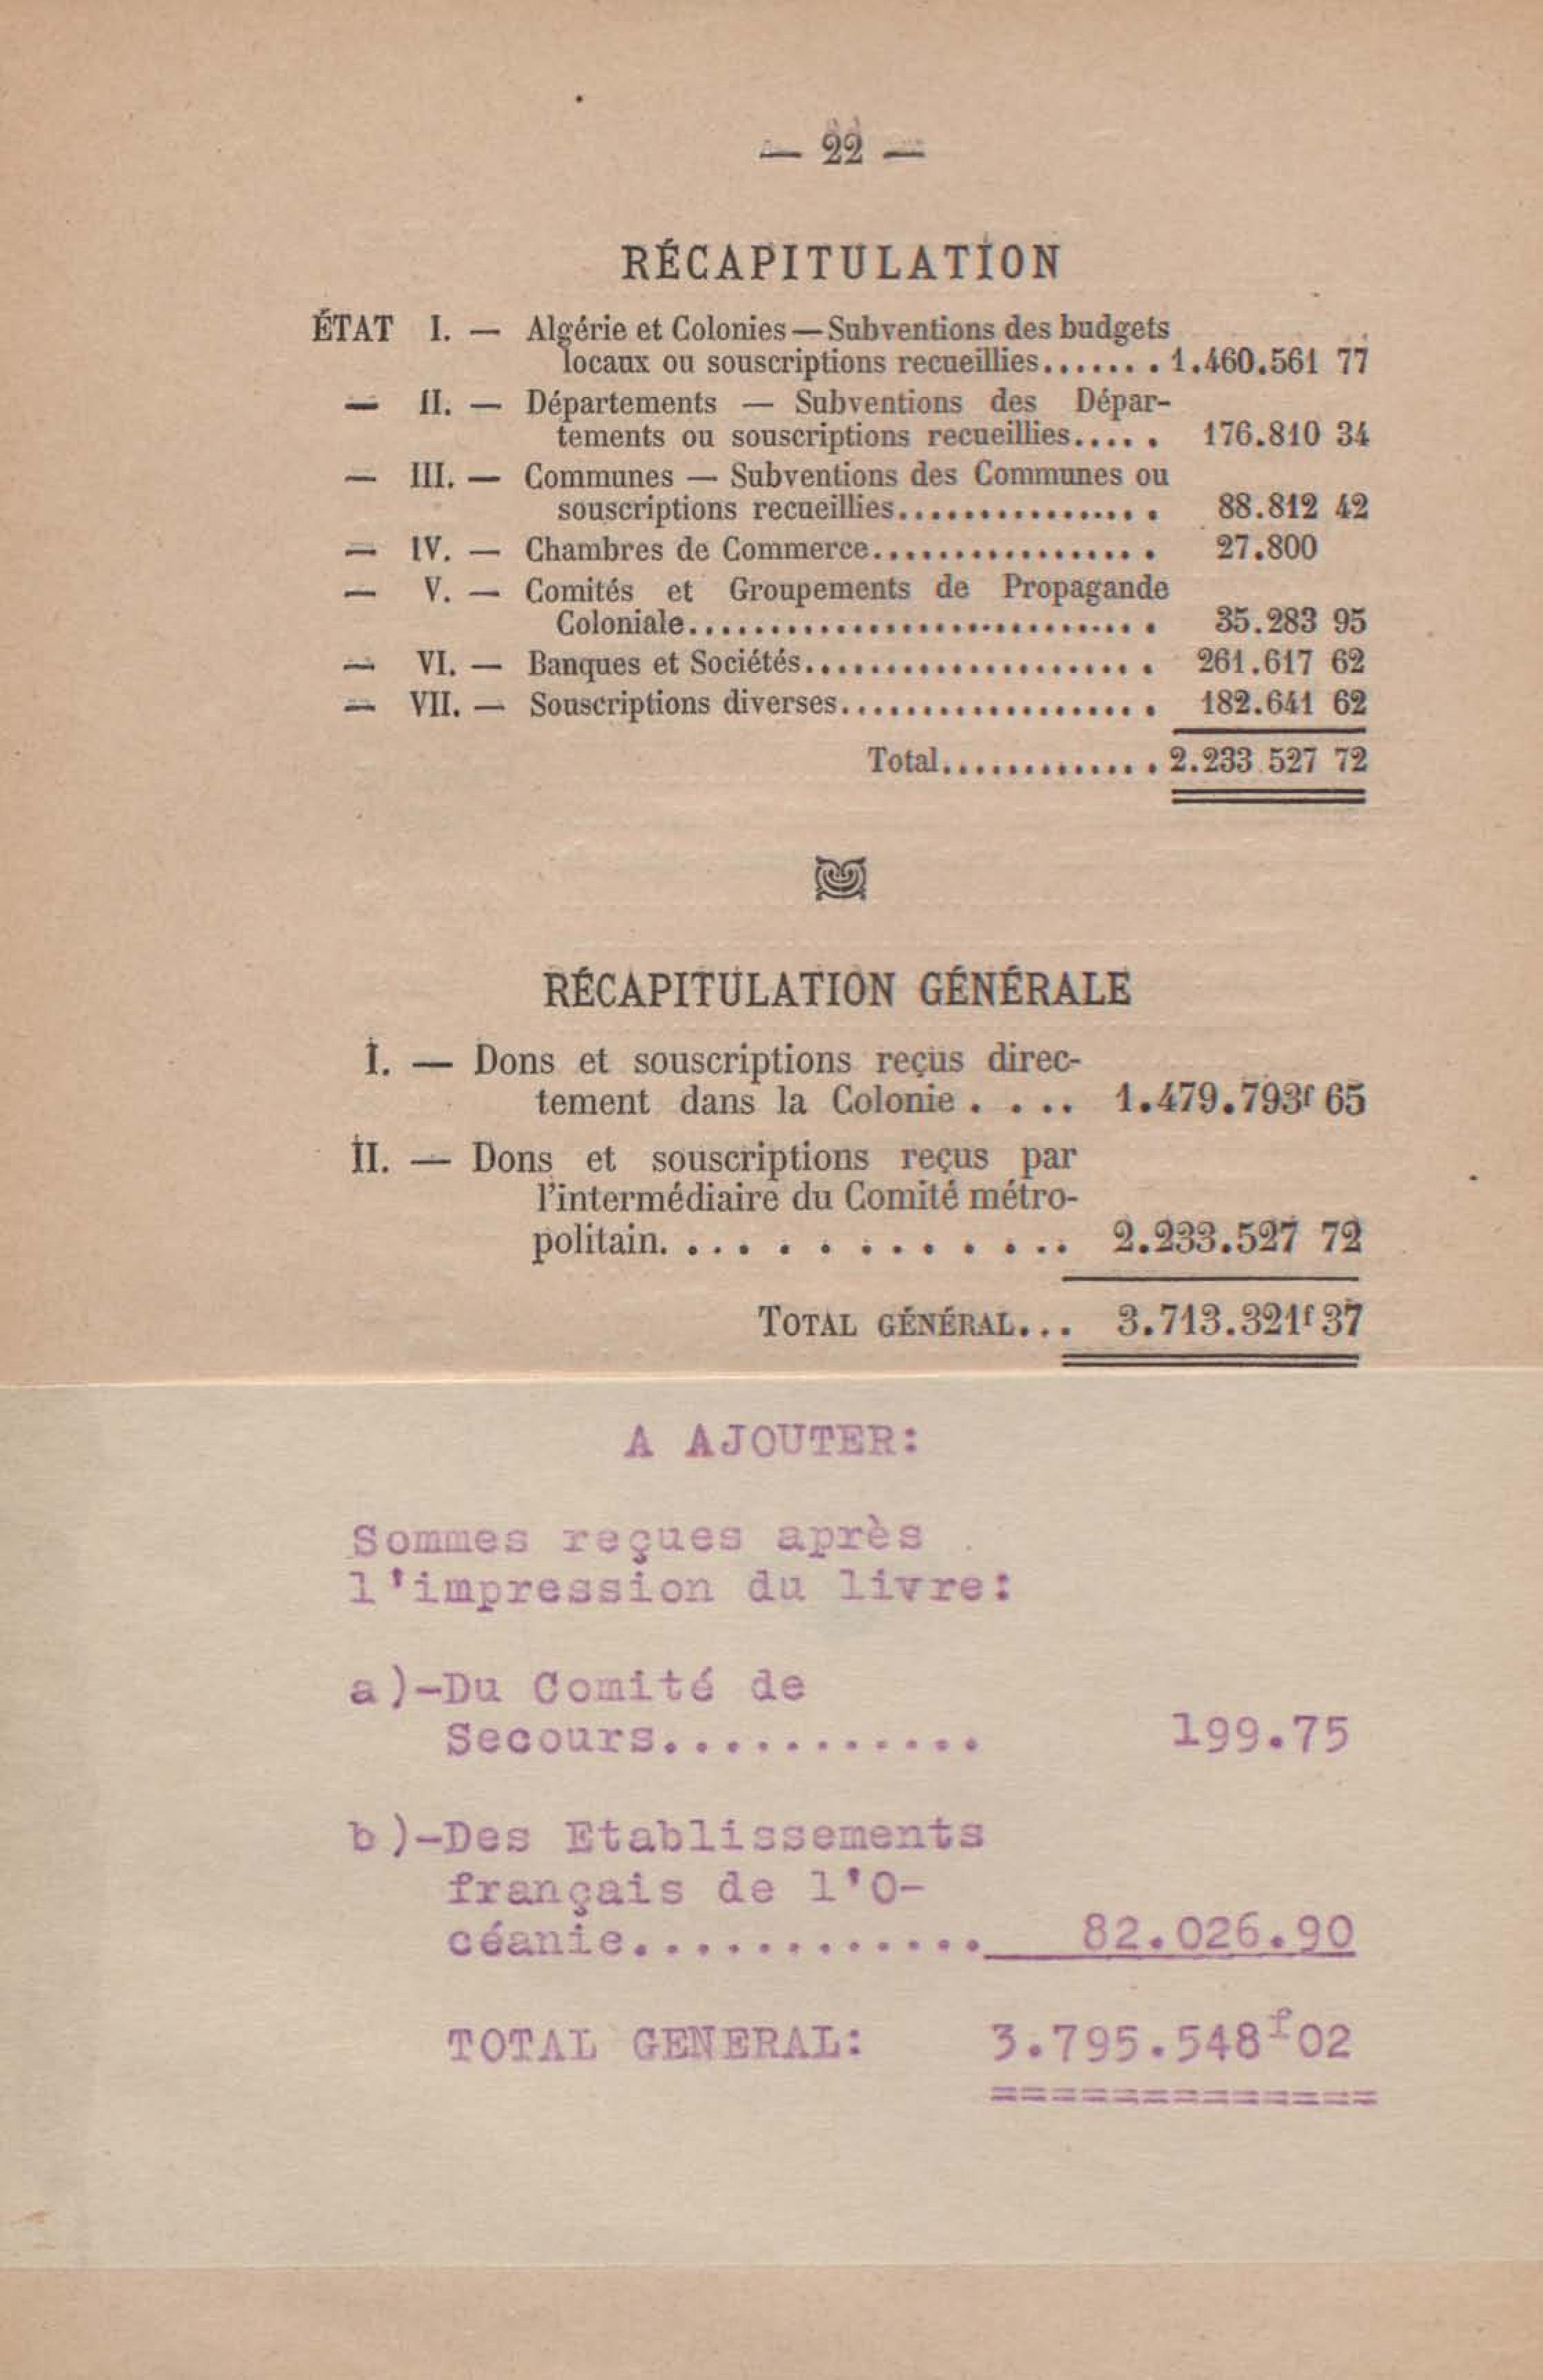 — 22 —
RÉCAPITULATION
ÉTAT I. — Algérie et Colonies — Subventions des budgets
locaux ou souscriptions recueillies....... 1.460.561 77
— II. — Départements — Subventions des Dépar-
tements ou souscriptions recueillies..... 176.810 34
— III. — Communes — Subventions des Communes ou
souscriptions recueillies................ 88.812 42
— IV. — Chambres de Commerce.................. 27.800
— V. — Comités et Groupements de Propagande
Coloniale............................. 35.283 95
— VI. — Banques et Sociétés...................... 261.617 62
— VII. — Souscriptions diverses.................... 182.641 62
Total.............. 2.233.527 72
RÉCAPITULATION GÉNÉRALE
I. — Dons et souscriptions reçus direc-
tement dans la Colonie . . .. 1.479.793f 65
II. — Dons et souscriptions reçus par
l'intermédiaire du Comité métro-
politain. ... . . . . . . . . .. 2.233.527 72
TOTAL GÉNÉRAL... 3.713.321f 37
A AJOUTER:
Sommes reçues après
l'impression du livre:
a)-Du Comité de
Secours........... 199.75
b)-Des Etablissements
français de l'O-
céanie............ 82.026.90
TOTAL GENERAL: 3.795.548f02
=============